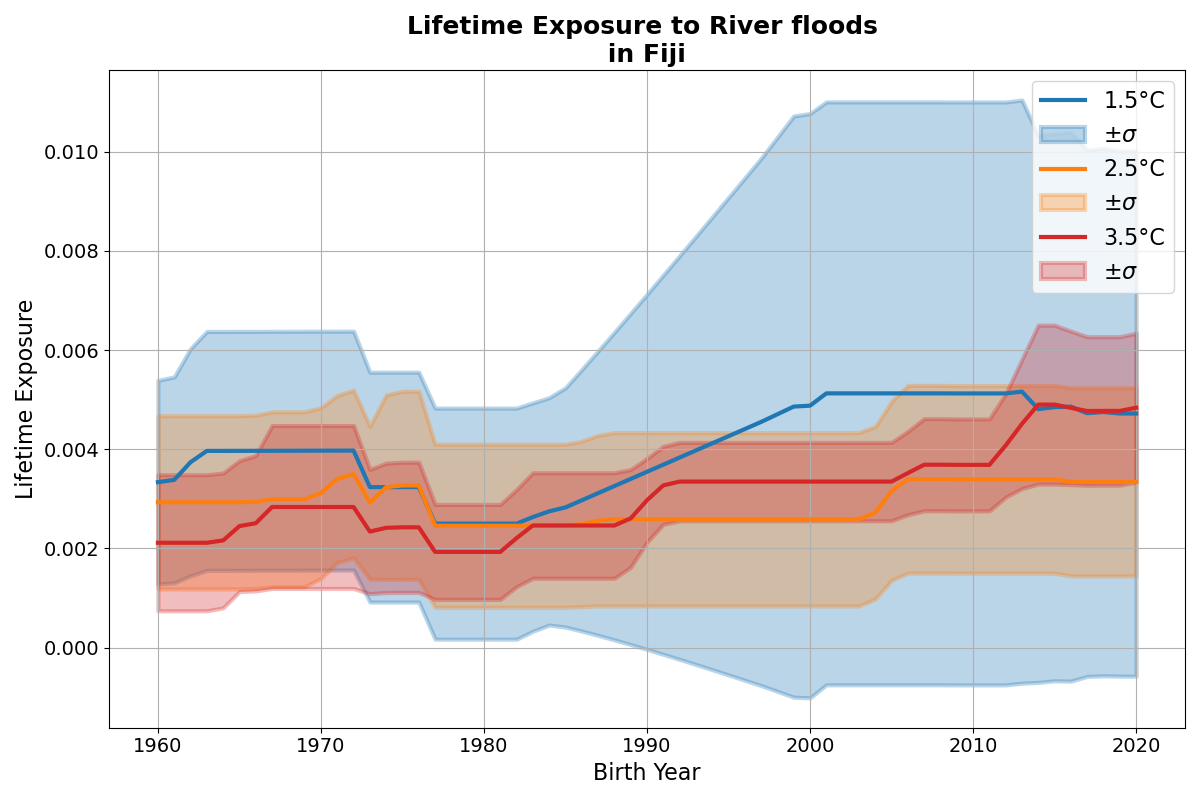 Lifetime Exposure to River floods
in Fiji
Lifetime Exposure
0.010
0.008
0.006
0.004
0.002
0.000
1960 1970 1980 1990 2000 2010 2020
Birth Year
1.5°C
±σ
2.5°C
±σ
3.5°C
±σ